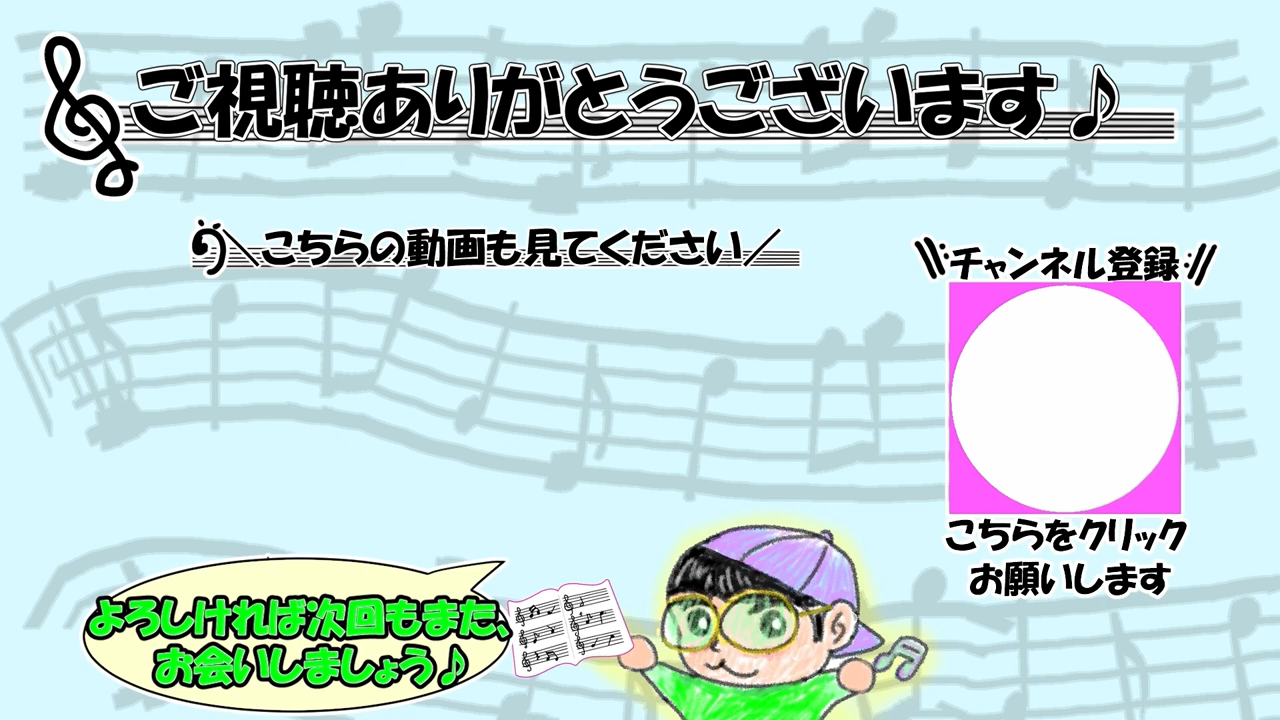 ご視聴ありがとうございます♪
＼こちらの動画も見てください／
チャンネル登録
こちらをクリック
お願いします
よろしければ次回もまた、
お会いしましょう♪